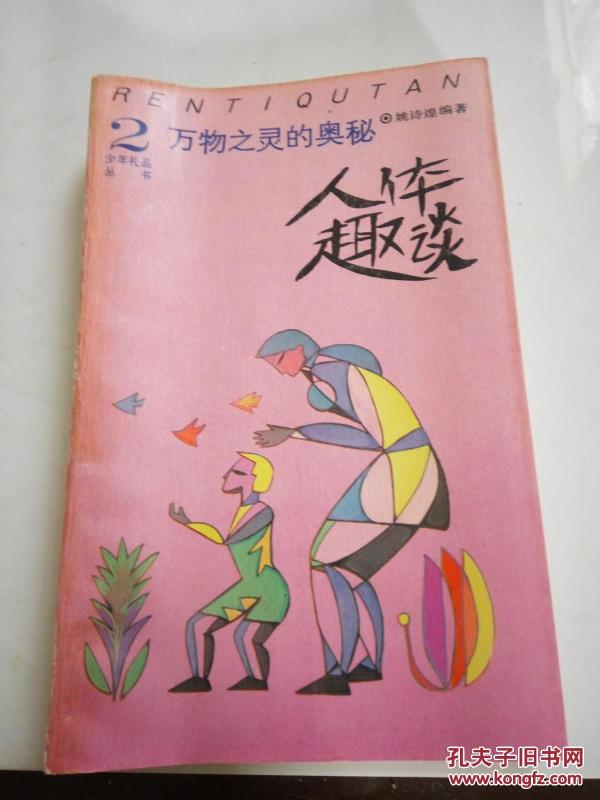 RENTIQUTAN
2 万物之灵的奥秘 姚诗煌编著
少年礼品
丛书
人体
趣谈
孔夫子旧书网
www.kongfz.com